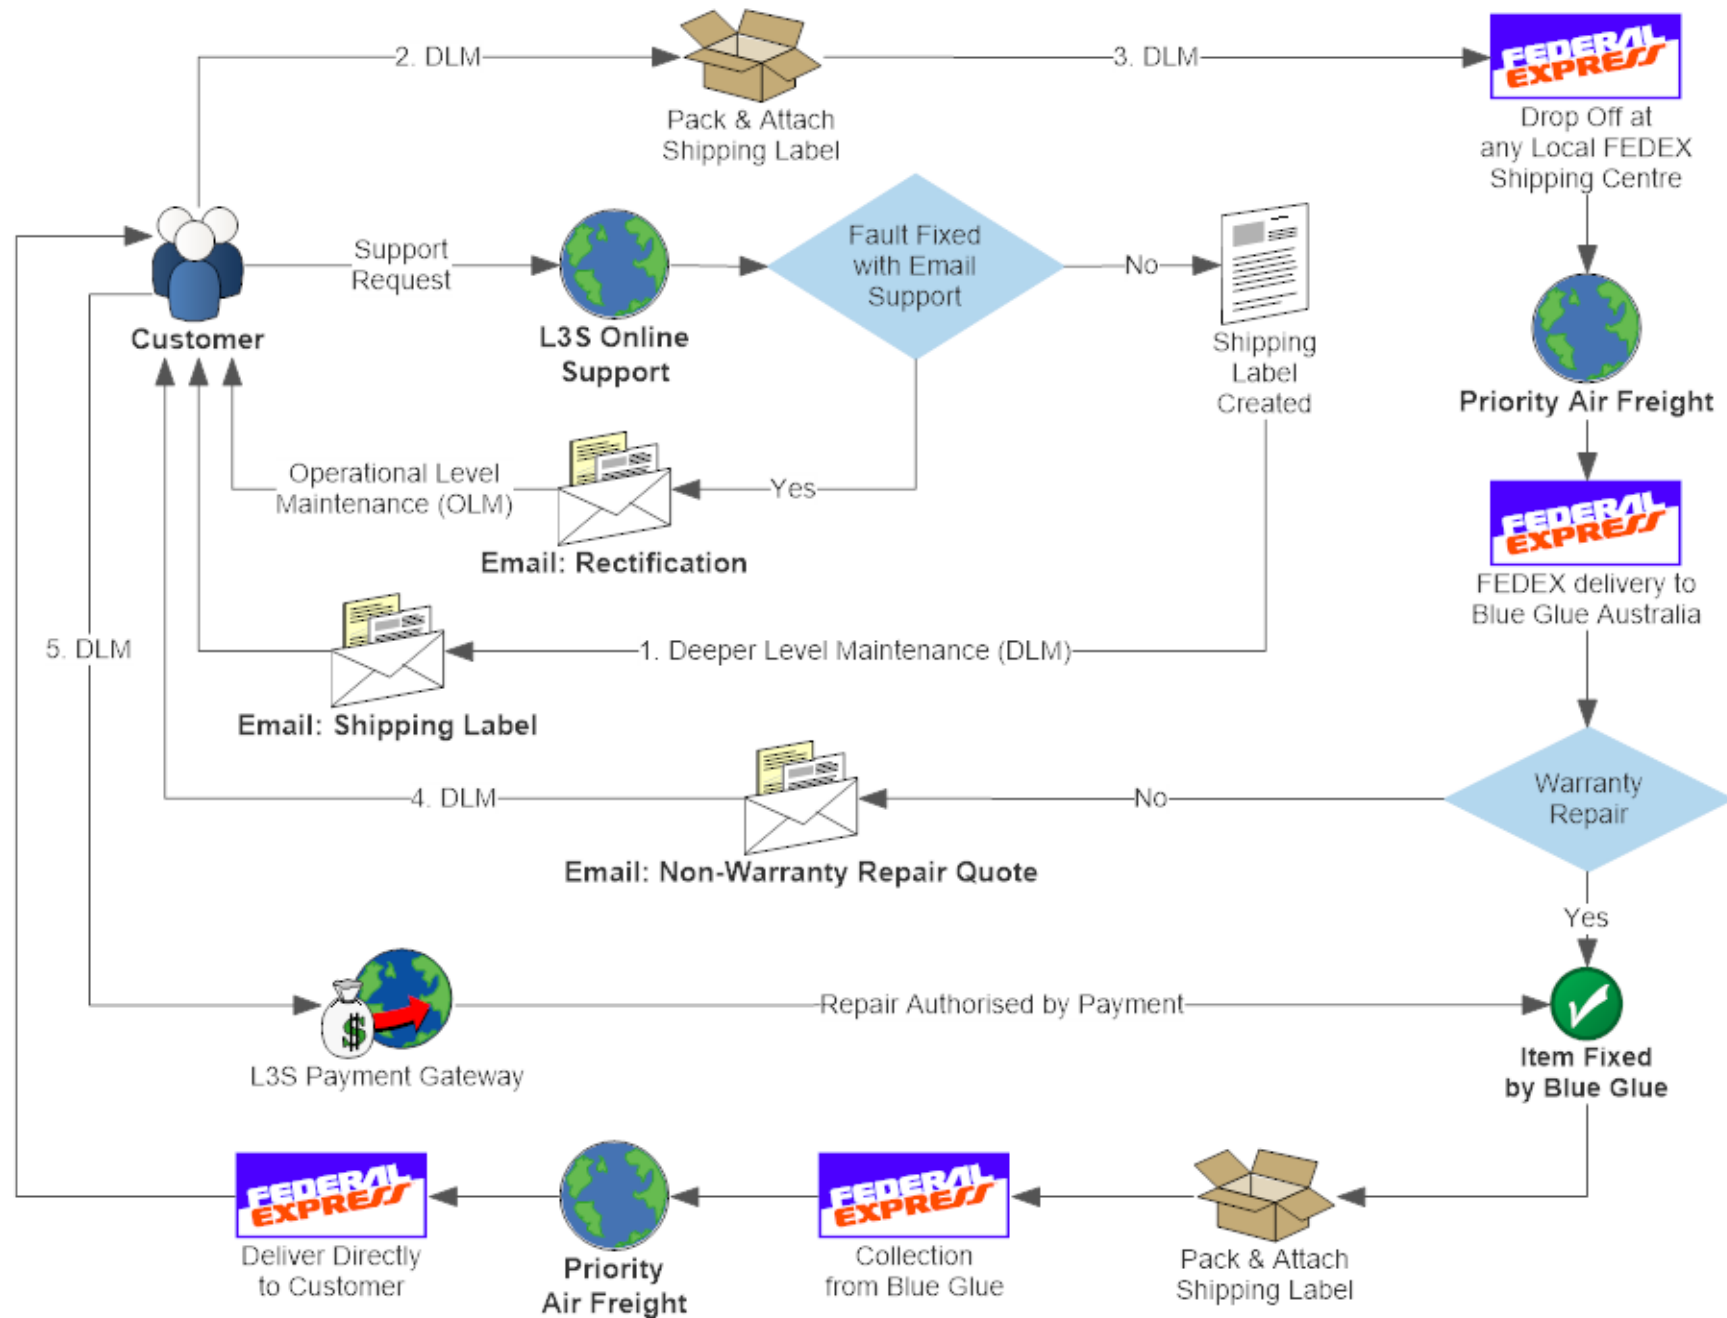 2. DLM
3. DLM
FEDERAL
EXPRESS
Pack & Attach
Shipping Label
Drop Off at
any Local FEDEX
Shipping Centre
Support
Request
Fault Fixed
with Email
Support
No
Customer
L3S Online
Support
Shipping
Label
Created
Priority Air Freight
Operational Level
Maintenance (OLM)
Yes
Email: Rectification
FEDERAL
EXPRESS
FEDEX delivery to
Blue Glue Australia
5. DLM
1. Deeper Level Maintenance (DLM)
Email: Shipping Label
4. DLM
No
Warranty
Repair
Email: Non-Warranty Repair Quote
Yes
$
Repair Authorised by Payment
L3S Payment Gateway
Item Fixed
by Blue Glue
FEDERAL
EXPRESS
Deliver Directly
to Customer
Priority
Air Freight
FEDERAL
EXPRESS
Collection
from Blue Glue
Pack & Attach
Shipping Label